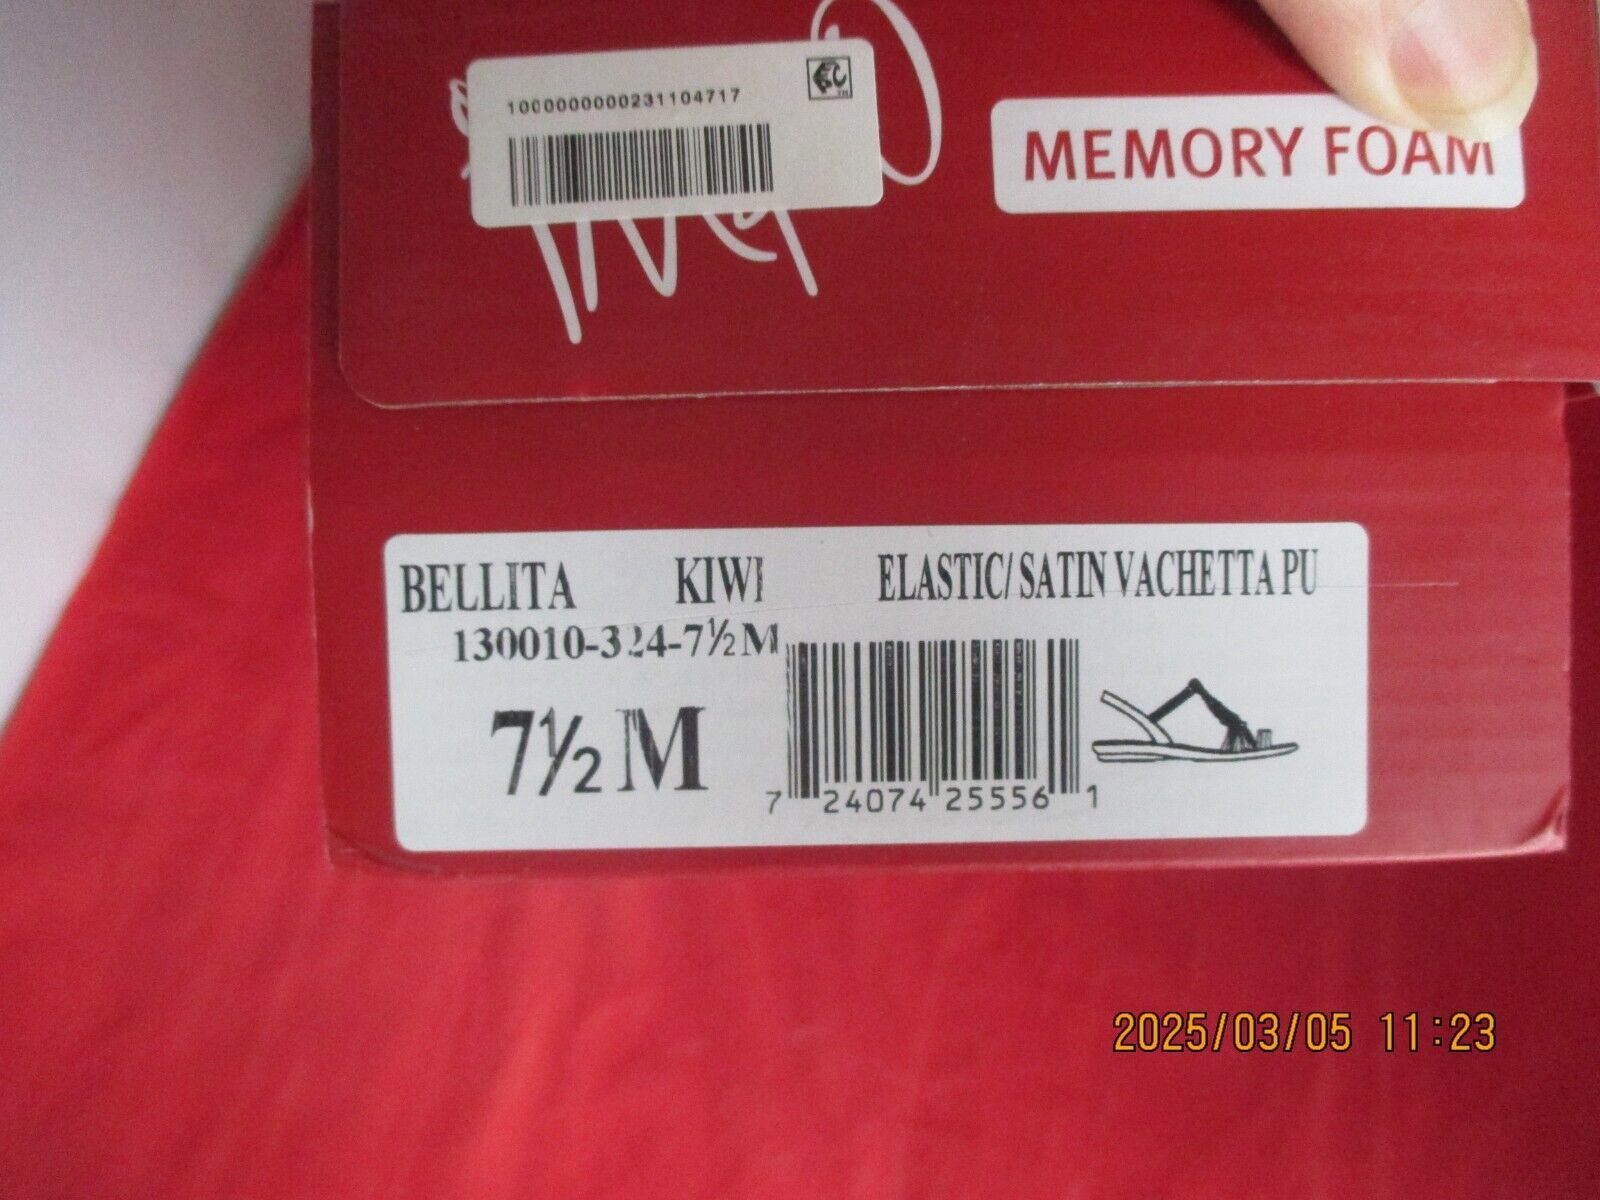 1000000000231104717
MEMORY FOAM
BELLITA KIWI ELASTIC/SATIN VACHETTA PU
130010-324-7½M
7½ M
7 24074 25556 1
2025/03/05 11:23